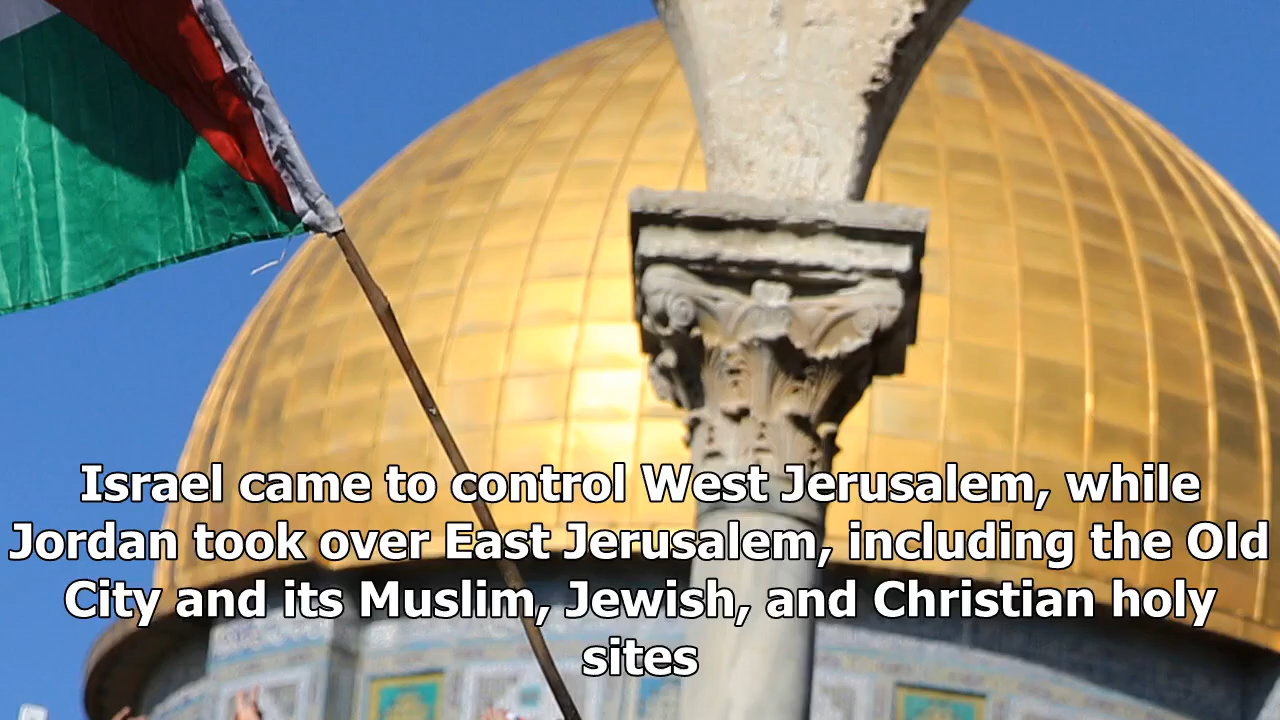 Israel came to control West Jerusalem, while
Jordan took over East Jerusalem, including the Old
City and its Muslim, Jewish, and Christian holy
sites